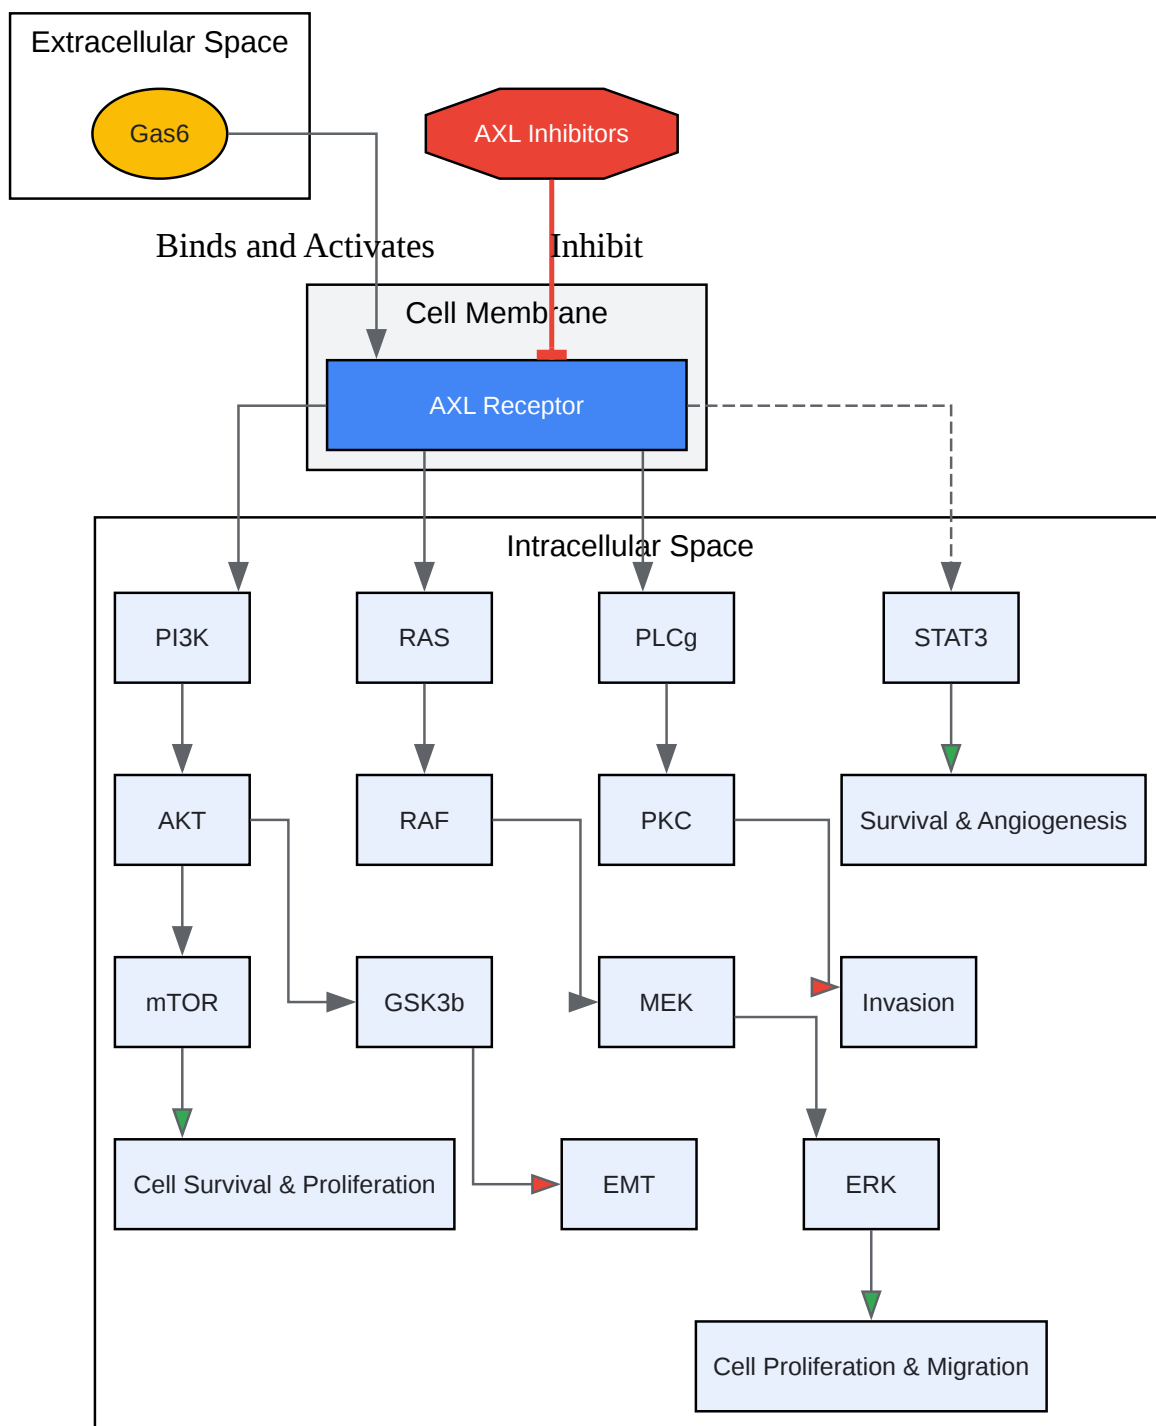 Extracellular Space
Gas6
AXL Inhibitors
Binds and Activates
Inhibit
Cell Membrane
AXL Receptor
Intracellular Space
PI3K
RAS
PLCg
STAT3
AKT
RAF
PKC
Survival & Angiogenesis
mTOR
GSK3b
MEK
Invasion
Cell Survival & Proliferation
EMT
ERK
Cell Proliferation & Migration